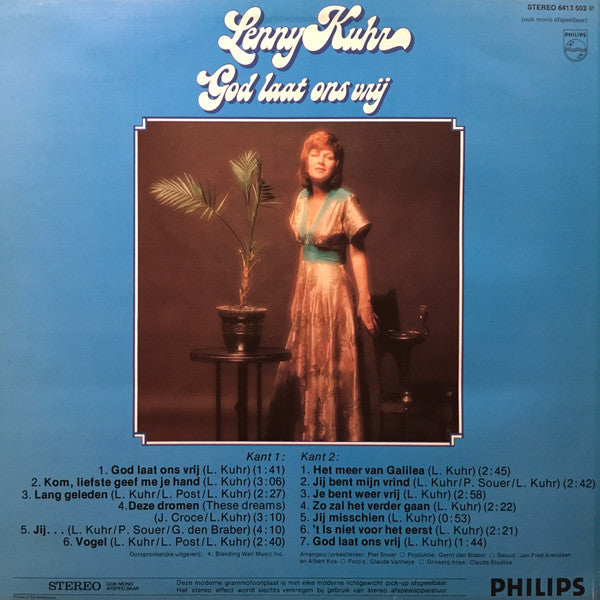 STEREO 6413 503
(ook mono afspeelbaar)
PHILIPS
Lenny Kuhr
God laat ons vrij
Kant 1:
1. God laat ons vrij (L. Kuhr) (1:41)
2. Kom, liefste geef me je hand (L. Kuhr) (3:06)
3. Lang geleden (L. Kuhr/L. Post/L. Kuhr) (2:27)
4. Deze dromen (These dreams)
(J. Croce/L. Kuhr) (3:10)
5. Jij. . . (L. Kuhr/P. Souer/G. den Braber) (4:10)
6. Vogel (L. Kuhr/L. Post/L. Kuhr) (2:10)
Oorspronkelijke uitgeverij: 4. Blending Well Music Inc.
Kant 2:
1. Het meer van Galilea (L. Kuhr) (2:45)
2. Jij bent mijn vrind (L. Kuhr/P. Souer/L. Kuhr) (2:42)
3. Je bent weer vrij (L. Kuhr) (2:58)
4. Zo zal het verder gaan (L. Kuhr) (2:22)
5. Jij misschien (L. Kuhr) (0:53)
6. 't Is niet voor het eerst (L. Kuhr) (2:21)
7. God laat ons vrij (L. Kuhr) (1:44)
Arrangeur/orkestleider: Piet Souer o Produktie: Gerrit den Braber o Geluid: Jan Fred Arendsen
en Albert Kos o Foto's: Claude Vanheye o Ontwerp hoes: Claude Studios
STEREO OOK MONO
AFSPEELBAAR
Deze moderne grammofoonplaat is met elke moderne lichtgewicht pick-up afspeelbaar.
Het stereo effect wordt slechts verkregen bij gebruik van stereo afspeelapparatuur.
PHILIPS